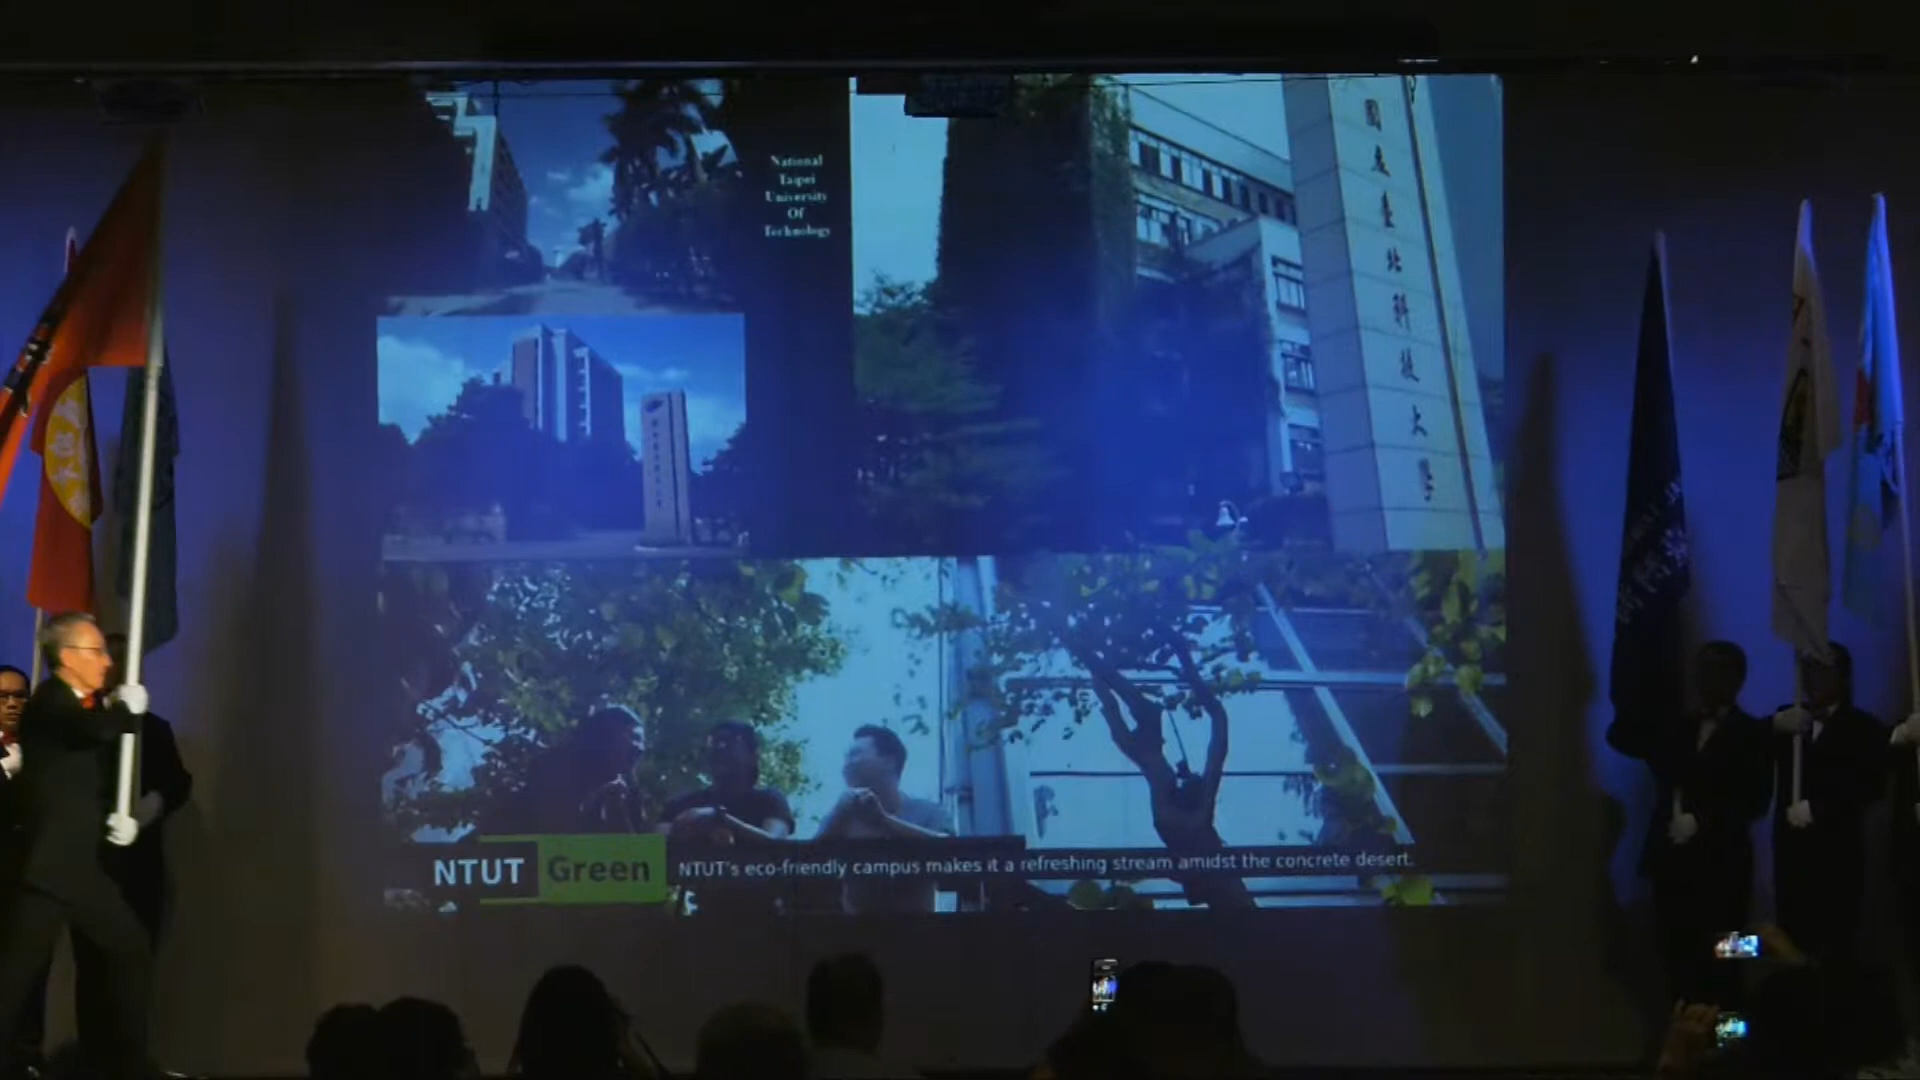 National
Taipei
University
Of
Technology
國立臺北科技大學
NTUT Green
NTUT's eco-friendly campus makes it a refreshing stream amidst the concrete desert.